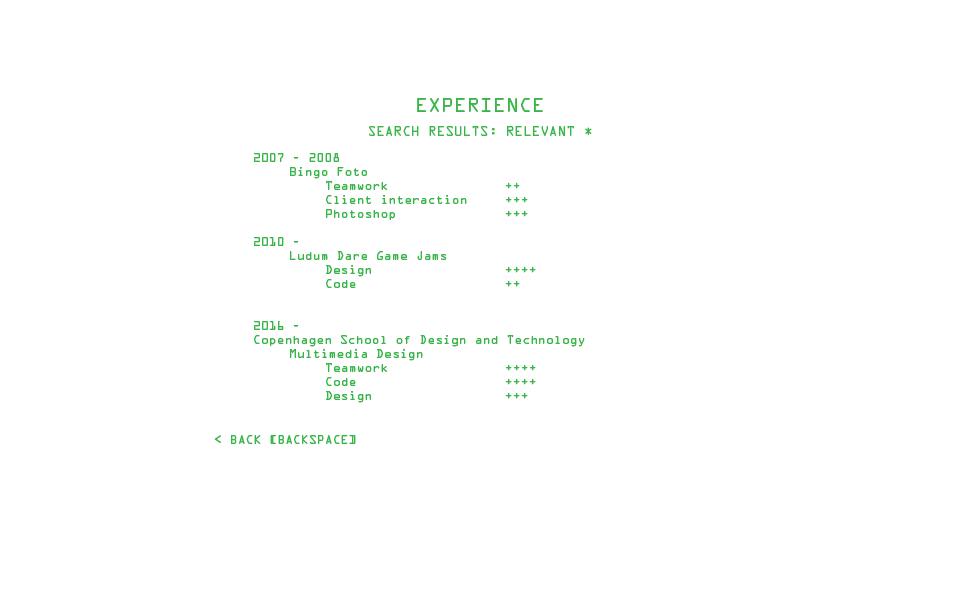 EXPERIENCE
SEARCH RESULTS: RELEVANT *
2007 - 2008
Bingo Foto
Teamwork ++
Client interaction +++
Photoshop +++
2010 -
Ludum Dare Game Jams
Design ++++
Code ++
2016 -
Copenhagen School of Design and Technology
Multimedia Design
Teamwork ++++
Code ++++
Design +++
< BACK [BACKSPACE]